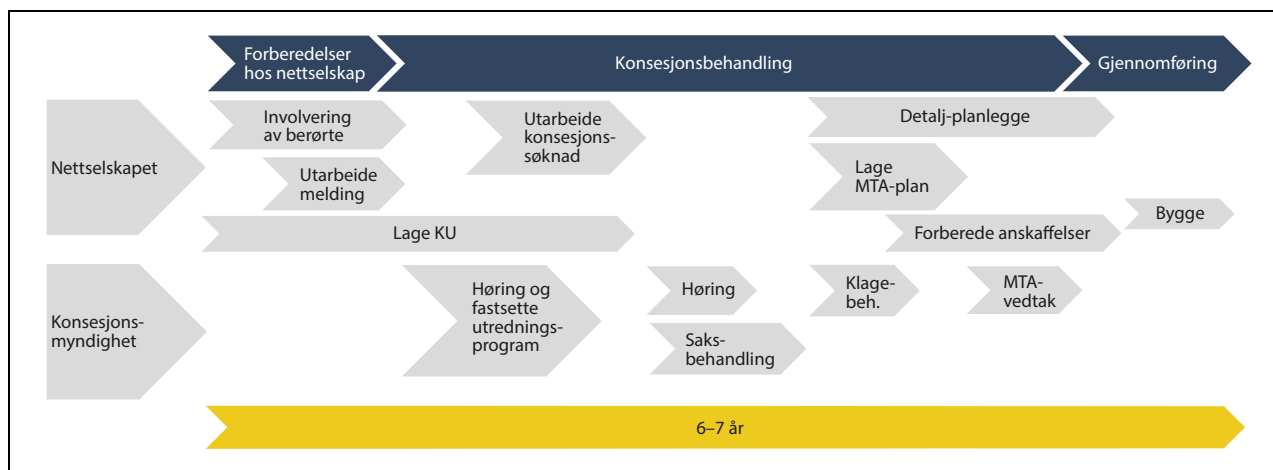 Forberedelser
hos nettselskap
Konsesjonsbehandling
Gjennomføring
Nettselskapet
Involvering
av berørte
Utarbeide
konsesjons-
søknad
Detalj-planlegge
Utarbeide
melding
Lage
MTA-plan
Lage KU
Forberede anskaffelser
Bygge
Konsesjons-
myndighet
Høring og
fastsette
utrednings-
program
Høring
Saks-
behandling
Klage-
beh.
MTA-
vedtak
6–7 år